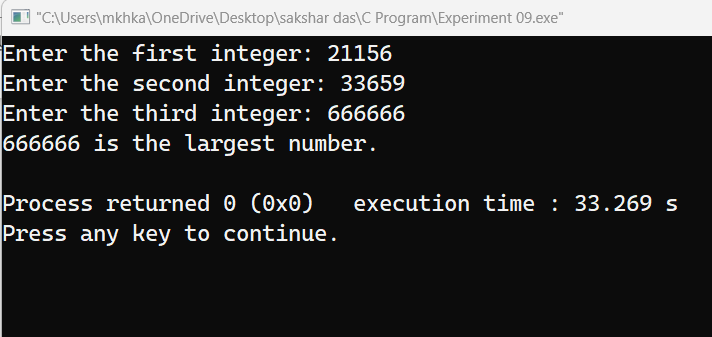 "C:\Users\mkhka\OneDrive\Desktop\sakshar das\C Program\Experiment 09.exe"
Enter the first integer: 21156
Enter the second integer: 33659
Enter the third integer: 666666
666666 is the largest number.
Process returned 0 (0x0)   execution time : 33.269 s
Press any key to continue.